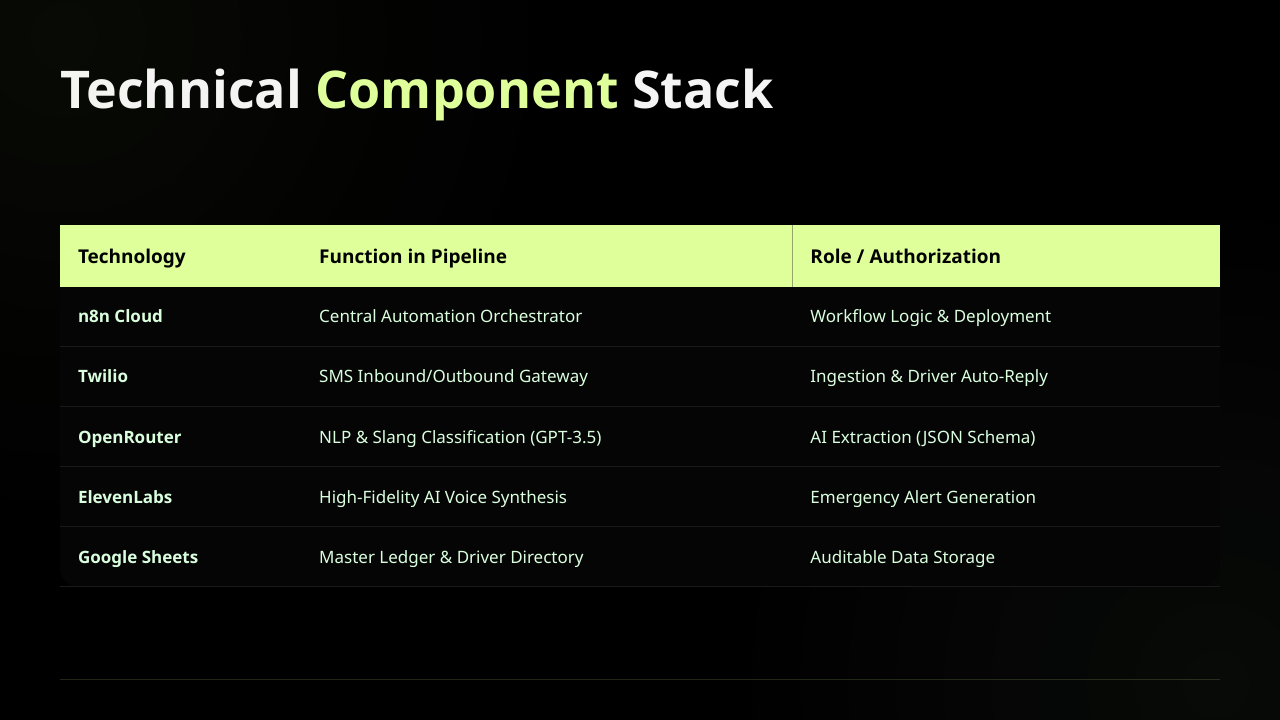 Technical Component Stack
Technology Function in Pipeline Role / Authorization
n8n Cloud Central Automation Orchestrator Workflow Logic & Deployment
Twilio SMS Inbound/Outbound Gateway Ingestion & Driver Auto-Reply
OpenRouter NLP & Slang Classification (GPT-3.5) AI Extraction (JSON Schema)
ElevenLabs High-Fidelity AI Voice Synthesis Emergency Alert Generation
Google Sheets Master Ledger & Driver Directory Auditable Data Storage